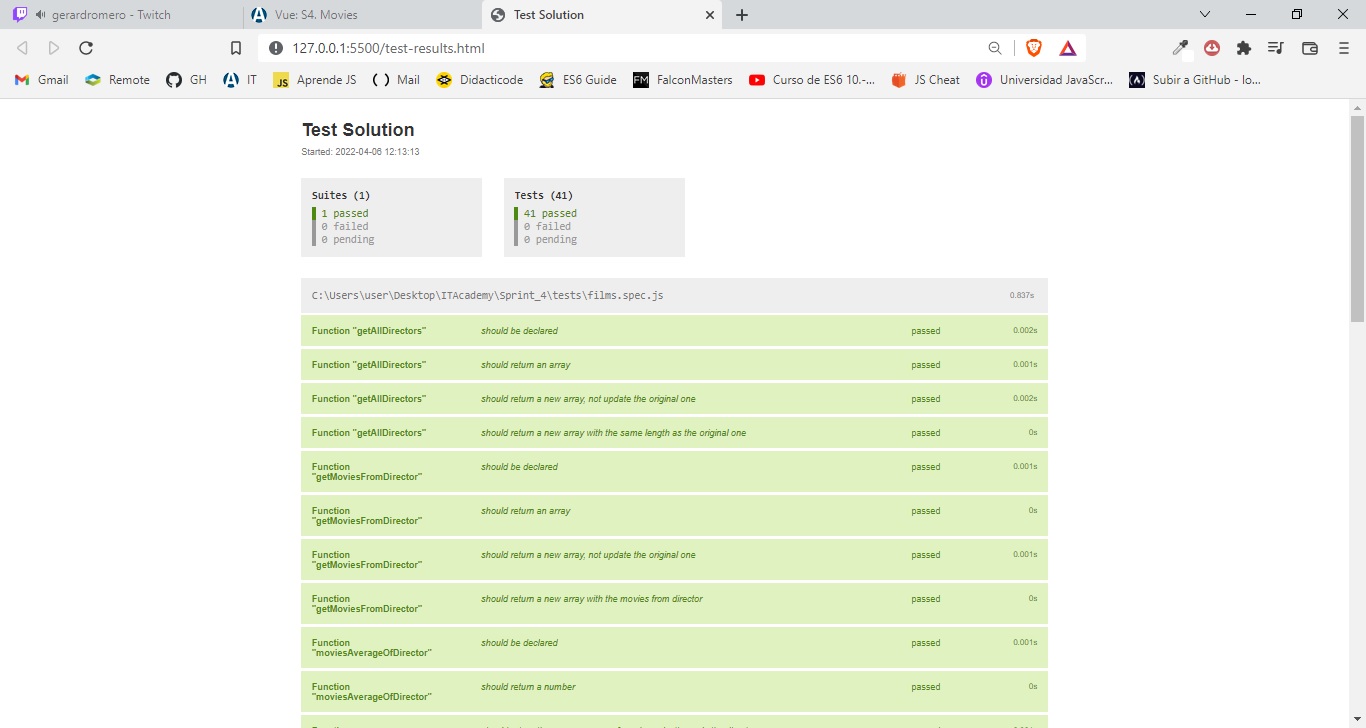 gerardromero - Twitch
Vue: S4. Movies
Test Solution
127.0.0.1:5500/test-results.html
Gmail
Remote
GH
IT
JS
Aprende JS
Mail
Didacticode
ES6 Guide
FM
FalconMasters
Curso de ES6 10.-...
JS Cheat
Universidad JavaScr...
Subir a GitHub - lo...
Test Solution
Started: 2022-04-06 12:13:13
Suites (1)
1 passed
0 failed
0 pending
Tests (41)
41 passed
0 failed
0 pending
C:\Users\user\Desktop\ITAcademy\Sprint_4\tests\films.spec.js 0.837s
Function "getAllDirectors" should be declared passed 0.002s
Function "getAllDirectors" should return an array passed 0.001s
Function "getAllDirectors" should return a new array, not update the original one passed 0.002s
Function "getAllDirectors" should return a new array with the same length as the original one passed 0s
Function should be declared passed 0.001s
"getMoviesFromDirector"
Function should return an array passed 0s
"getMoviesFromDirector"
Function should return a new array, not update the original one passed 0.001s
"getMoviesFromDirector"
Function should return a new array with the movies from director passed 0s
"getMoviesFromDirector"
Function should be declared passed 0.001s
"moviesAverageOfDirector"
Function should return a number passed 0s
"moviesAverageOfDirector"